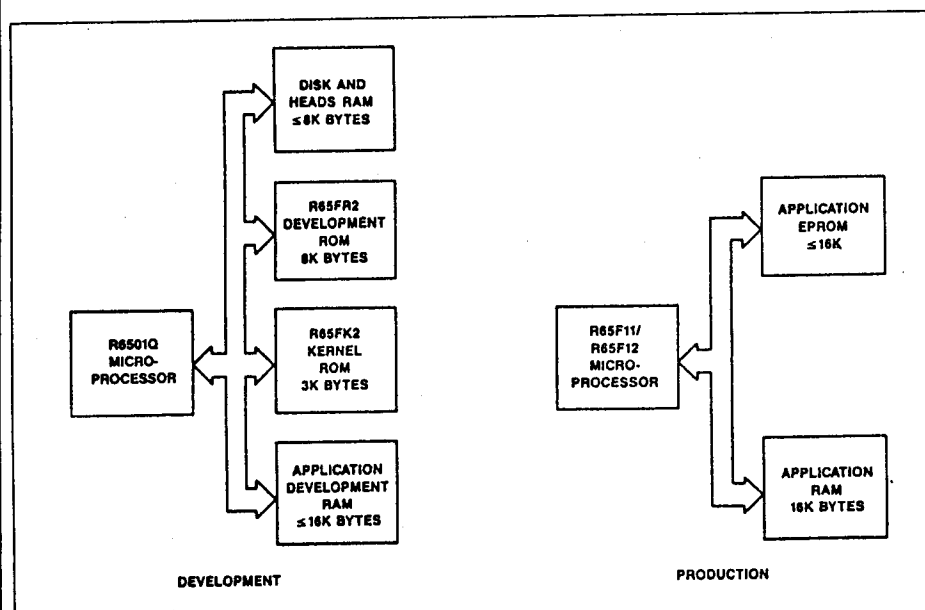 DISK AND
HEADS RAM
≤8K BYTES
R65FR2
DEVELOPMENT
ROM
8K BYTES
R6501Q
MICRO-
PROCESSOR
R65FK2
KERNEL
ROM
3K BYTES
APPLICATION
DEVELOPMENT
RAM
≤16K BYTES
DEVELOPMENT
APPLICATION
EPROM
≤16K
R65F11/
R65F12
MICRO-
PROCESSOR
APPLICATION
RAM
16K BYTES
PRODUCTION